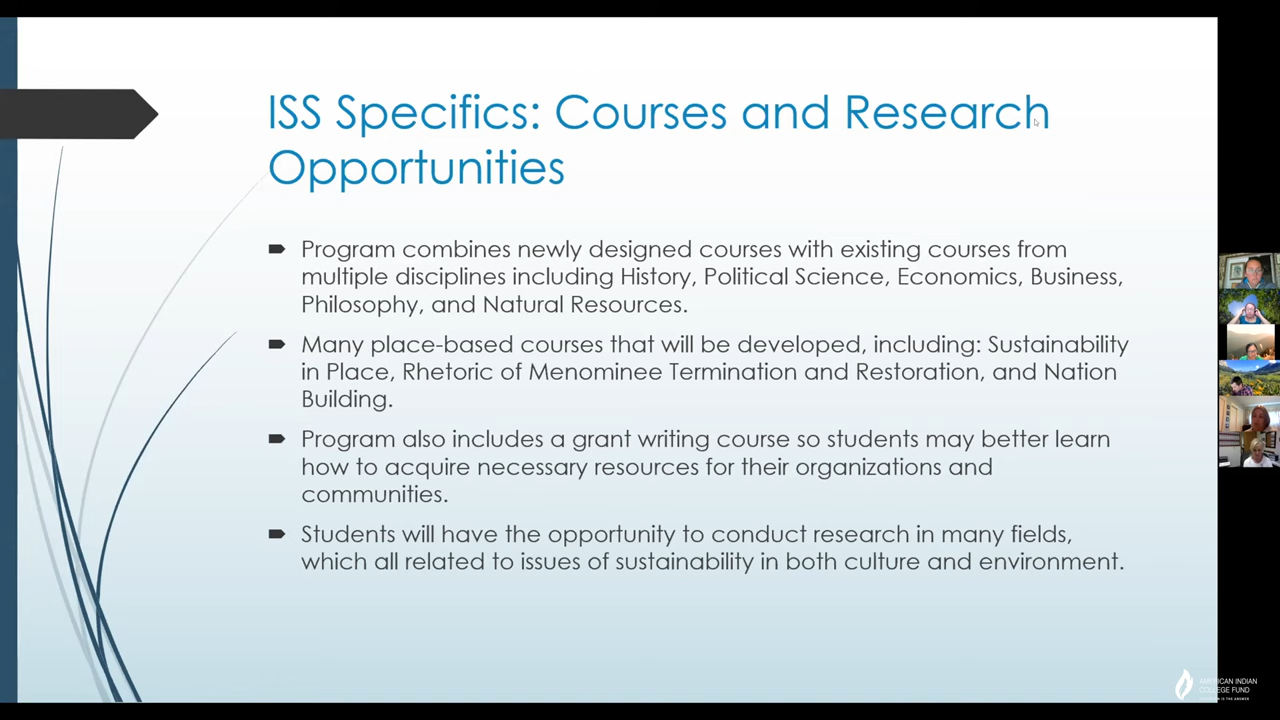 ISS Specifics: Courses and Research
Opportunities
Program combines newly designed courses with existing courses from
multiple disciplines including History, Political Science, Economics, Business,
Philosophy, and Natural Resources.
Many place-based courses that will be developed, including: Sustainability
in Place, Rhetoric of Menominee Termination and Restoration, and Nation
Building.
Program also includes a grant writing course so students may better learn
how to acquire necessary resources for their organizations and
communities.
Students will have the opportunity to conduct research in many fields,
which all related to issues of sustainability in both culture and environment.
AMERICAN INDIAN
COLLEGE FUND
EDUCATION IS THE ANSWER